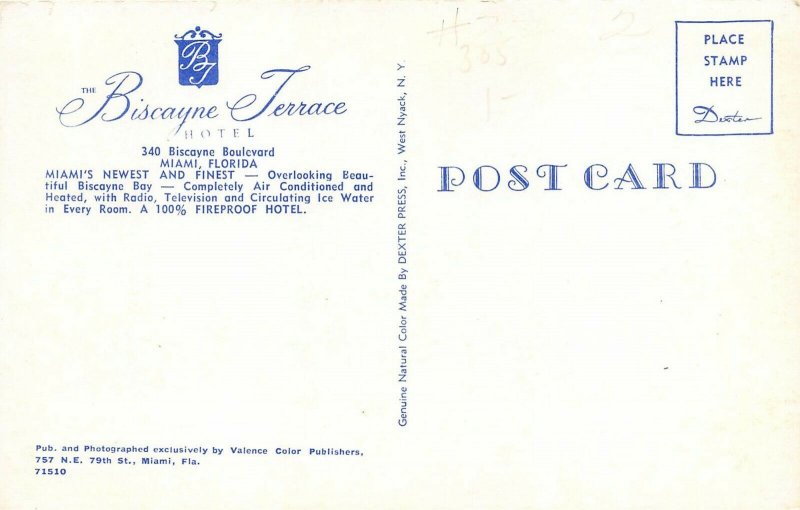 BT
THE Biscayne Terrace
HOTEL
340 Biscayne Boulevard
MIAMI, FLORIDA
MIAMI'S NEWEST AND FINEST — Overlooking Beau-
tiful Biscayne Bay — Completely Air Conditioned and
Heated, with Radio, Television and Circulating Ice Water
in Every Room. A 100% FIREPROOF HOTEL.
Pub. and Photographed exclusively by Valence Color Publishers,
757 N.E. 79th St., Miami, Fla.
71510
Genuine Natural Color Made By DEXTER PRESS, Inc., West Nyack, N. Y.
PLACE
STAMP
HERE
Dexter
POST CARD